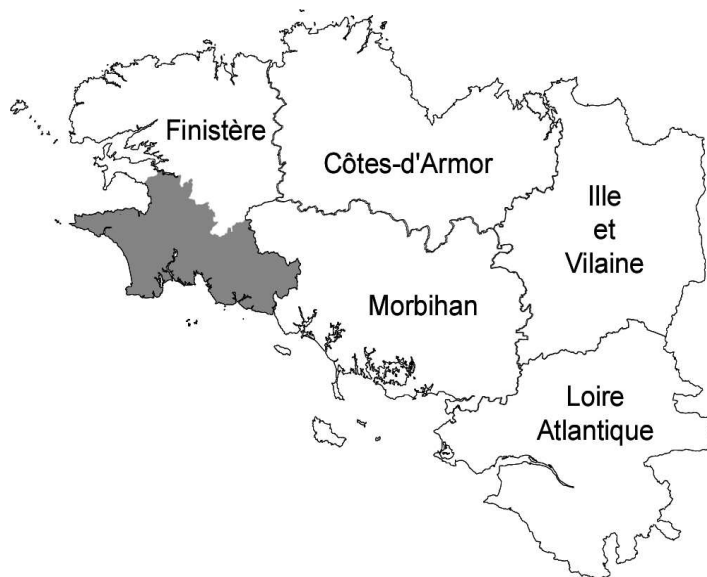 Finistère
Côtes-d'Armor
Ille
et
Vilaine
Morbihan
Loire
Atlantique